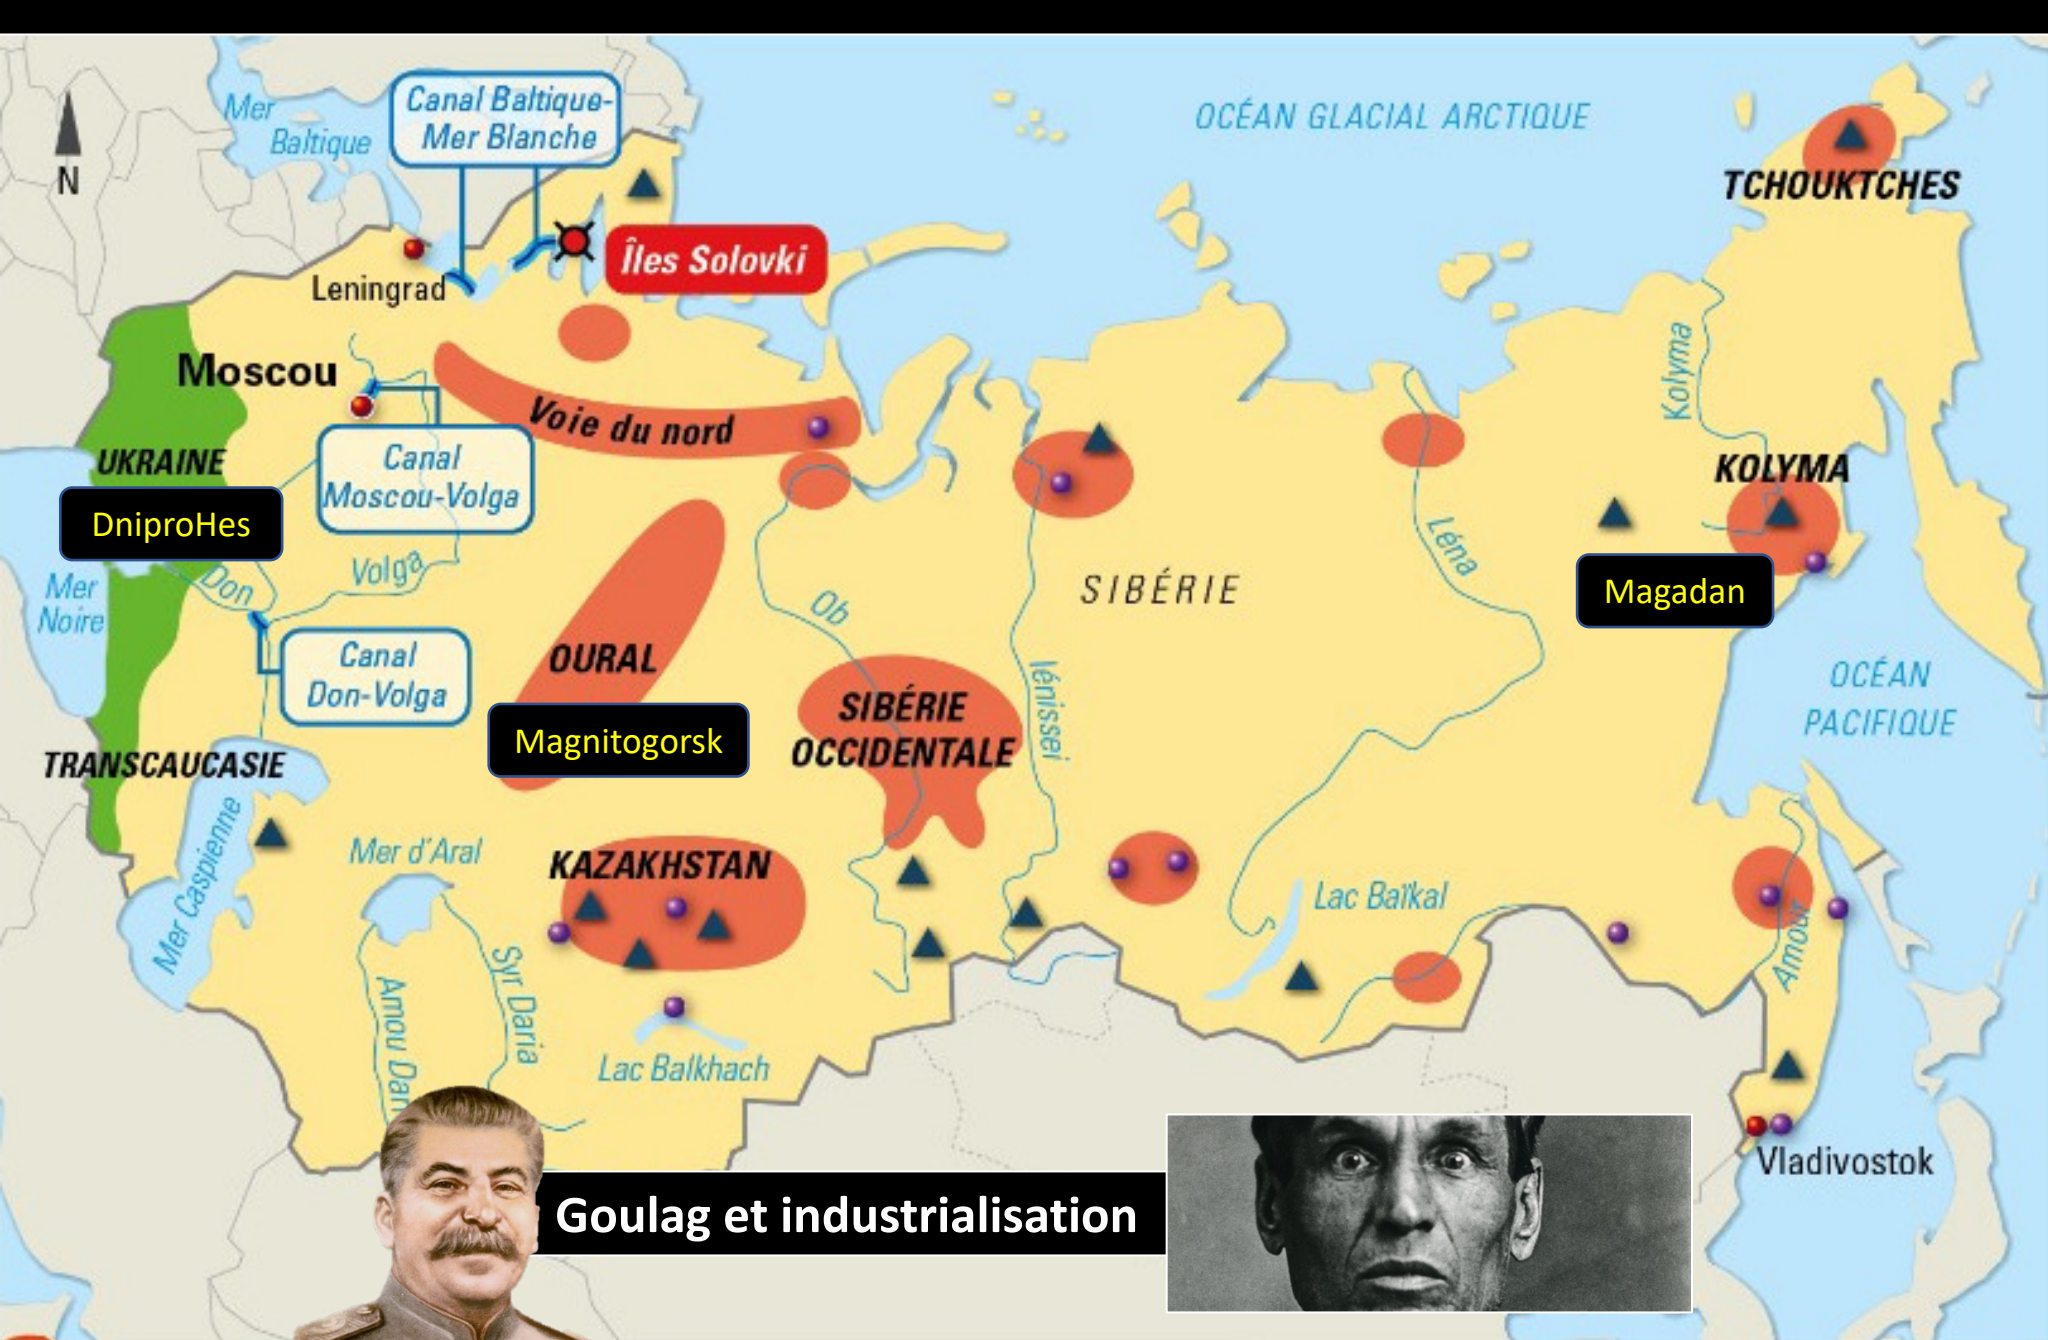 Canal Baltique-
Mer Blanche
Mer
Baltique
OCÉAN GLACIAL ARCTIQUE
N
TCHOUKTCHES
Îles Solovki
Leningrad
Moscou
Kolyma
Voie du nord
UKRAINE
Canal
Moscou-Volga
KOLYMA
DniproHes
Léna
Volga
Don
Mer
Noire
Ob
SIBÉRIE
Magadan
Canal
Don-Volga
OURAL
Iénissei
SIBÉRIE
OCCIDENTALE
OCÉAN
PACIFIQUE
Magnitogorsk
TRANSCAUCASIE
Mer Caspienne
Mer d'Aral
KAZAKHSTAN
Lac Baïkal
Amour
Syr Daria
Amou Dar
Lac Balkhach
Vladivostok
Goulag et industrialisation